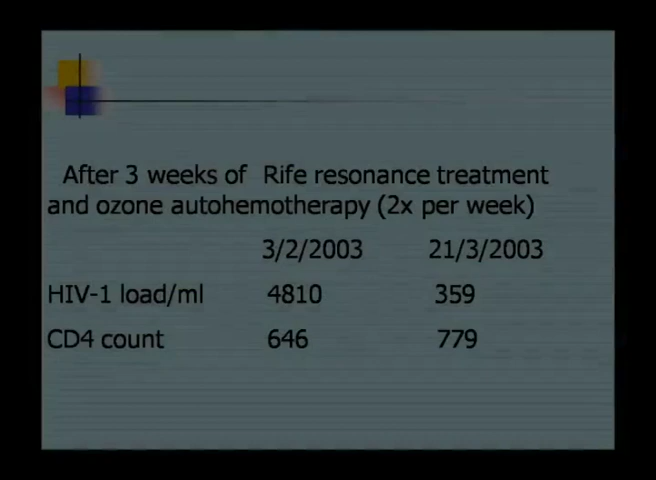 After 3 weeks of Rife resonance treatment
and ozone autohemotherapy (2x per week)
3/2/2003 21/3/2003
HIV-1 load/ml 4810 359
CD4 count 646 779